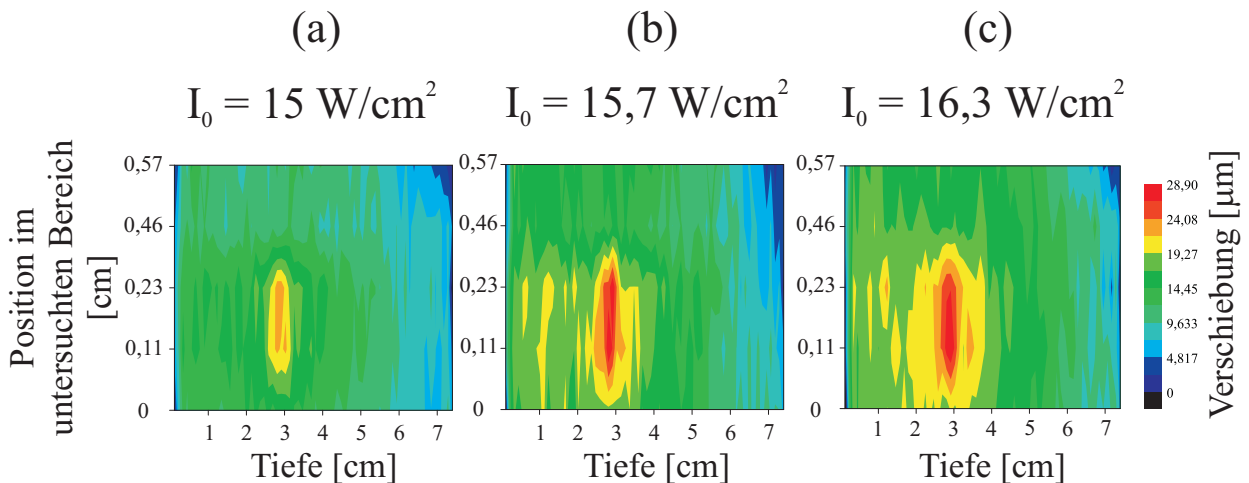 (a)
(b)
(c)
I₀ = 15 W/cm²
I₀ = 15,7 W/cm²
I₀ = 16,3 W/cm²
Position im
untersuchten Bereich
[cm]
0,57
0,46
0,23
0,11
0
1 2 3 4 5 6 7
Tiefe [cm]
0,57
0,46
0,23
0,11
0
1 2 3 4 5 6 7
Tiefe [cm]
0,57
0,46
0,23
0,11
0
1 2 3 4 5 6 7
Tiefe [cm]
28,90
24,08
19,27
14,45
9,633
4,817
0
Verschiebung [µm]